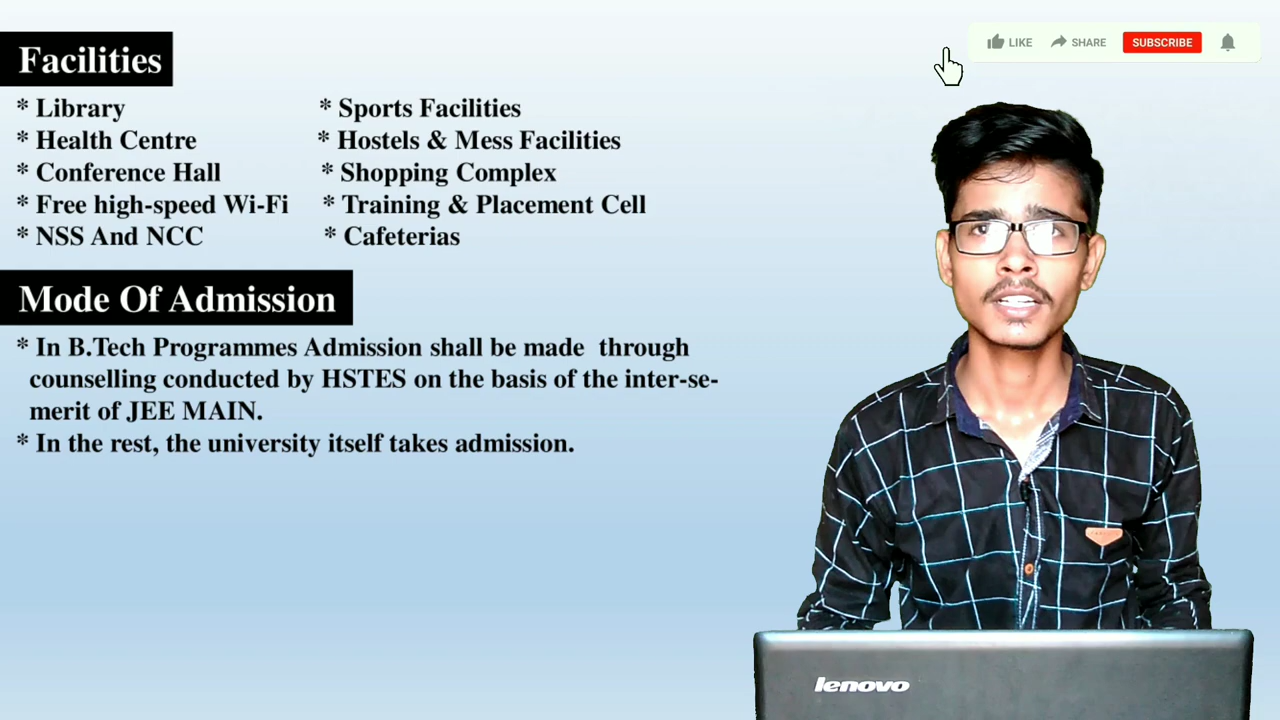 Facilities
* Library
* Sports Facilities
* Health Centre
* Hostels & Mess Facilities
* Conference Hall
* Shopping Complex
* Free high-speed Wi-Fi
* Training & Placement Cell
* NSS And NCC
* Cafeterias
Mode Of Admission
* In B.Tech Programmes Admission shall be made through
counselling conducted by HSTES on the basis of the inter-se-
merit of JEE MAIN.
* In the rest, the university itself takes admission.
LIKE
SHARE
SUBSCRIBE
lenovo